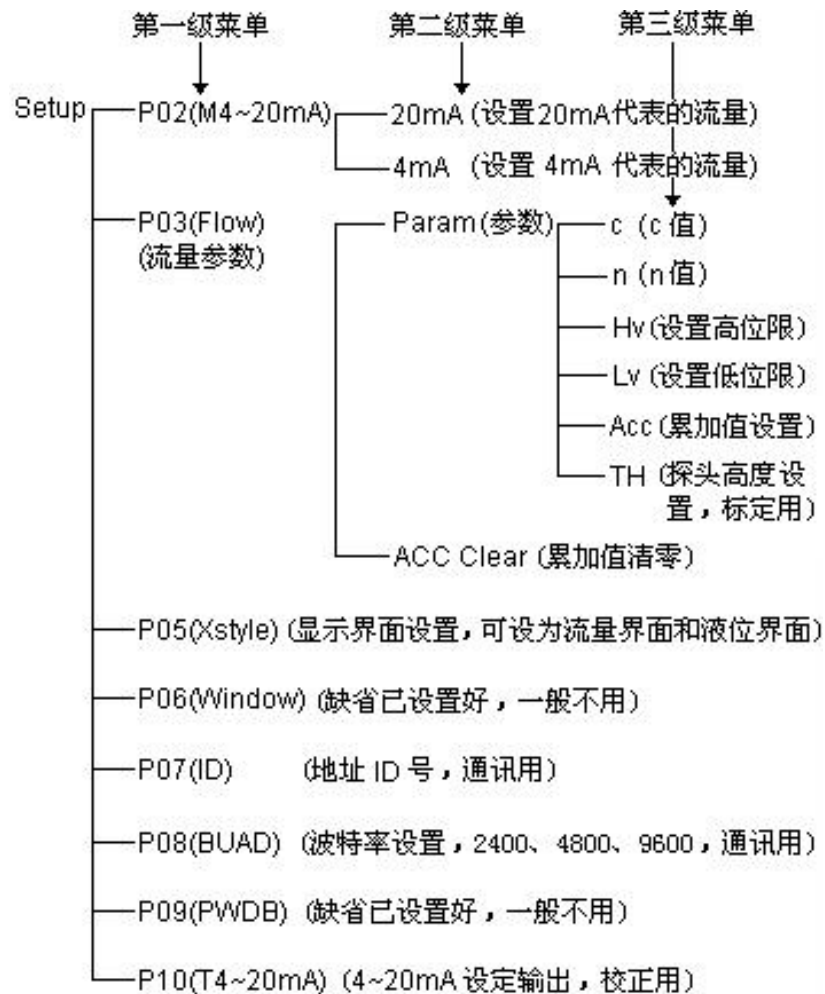 第一级菜单 第二级菜单 第三级菜单
Setup P02(M4~20mA) 20mA (设置20mA代表的流量)
4mA (设置 4mA 代表的流量)
P03(Flow) Param(参数) c (c 值)
(流量参数)
n (n 值)
Hv(设置高位限)
Lv (设置低位限)
Acc(累加值设置)
TH (探头高度设
置，标定用)
ACC Clear (累加值清零)
P05(Xstyle) (显示界面设置，可设为流量界面和液位界面)
P06(Window) (缺省已设置好，一般不用)
P07(ID) (地址 ID 号，通讯用)
P08(BUAD) (波特率设置，2400、4800、9600，通讯用)
P09(PWDB) (缺省已设置好，一般不用)
P10(T4~20mA) (4~20mA 设定输出，校正用)